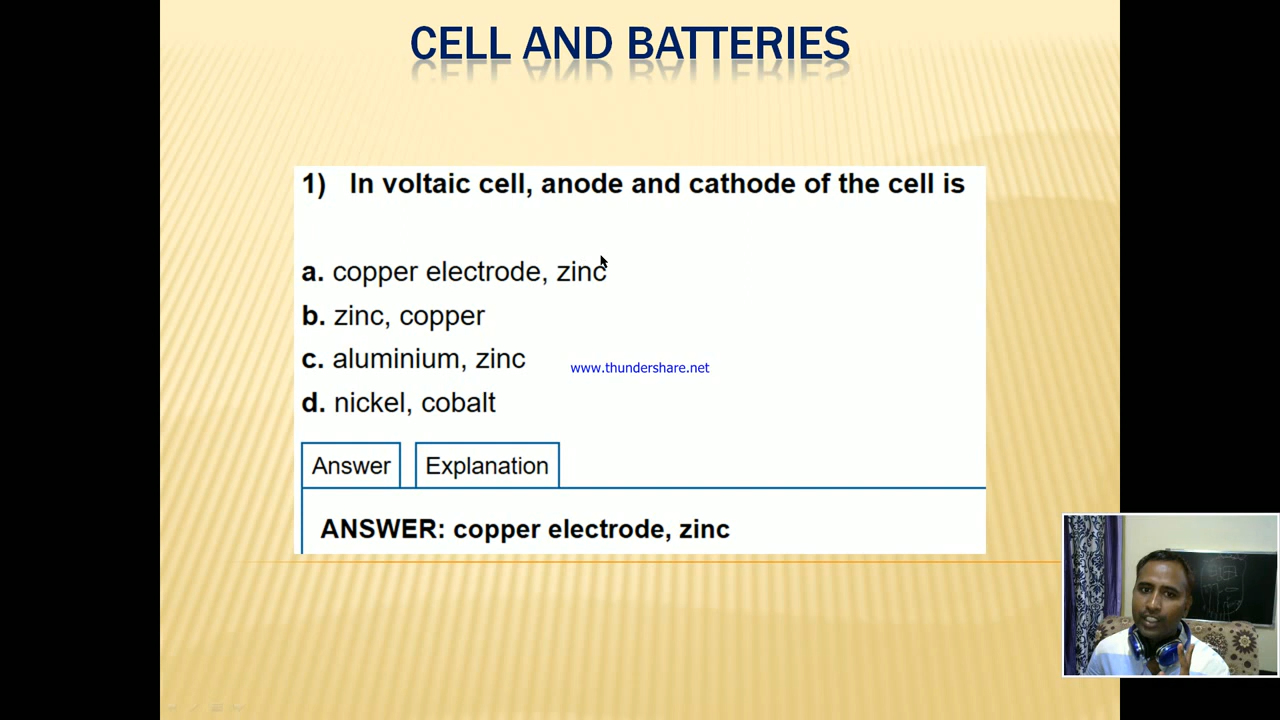 CELL AND BATTERIES
1) In voltaic cell, anode and cathode of the cell is
a. copper electrode, zinc
b. zinc, copper
c. aluminium, zinc
www.thundershare.net
d. nickel, cobalt
Answer Explanation
ANSWER: copper electrode, zinc